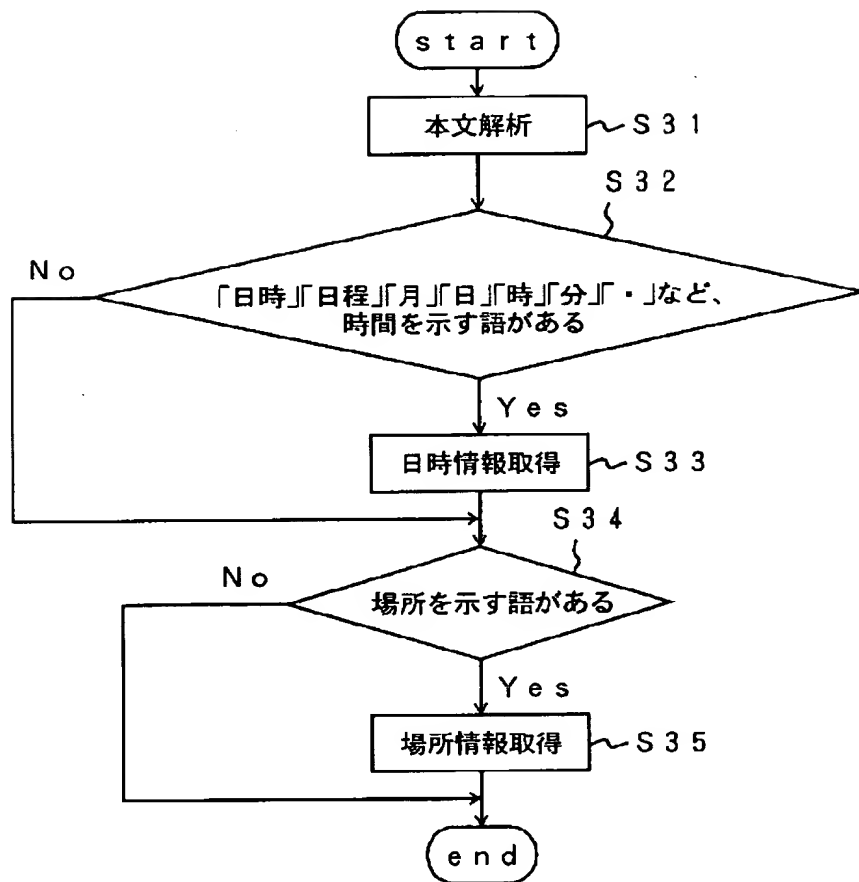 start
本文解析
S31
S32
No
「日時」「日程」「月」「日」「時」「分」「・」など、
時間を示す語がある
Yes
日時情報取得
S33
S34
No
場所を示す語がある
Yes
場所情報取得
S35
end